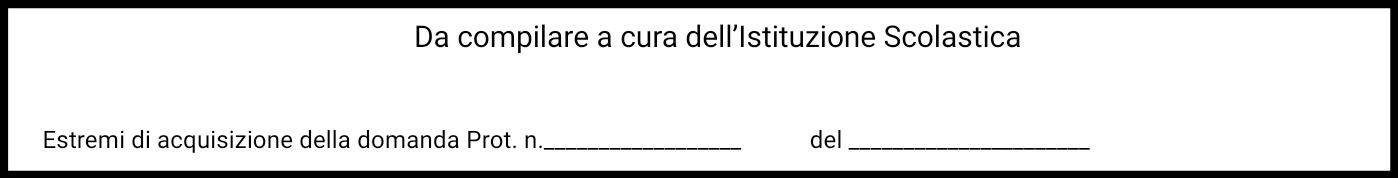 Da compilare a cura dell’Istituzione Scolastica
Estremi di acquisizione della domanda Prot. n.__________________ del ______________________